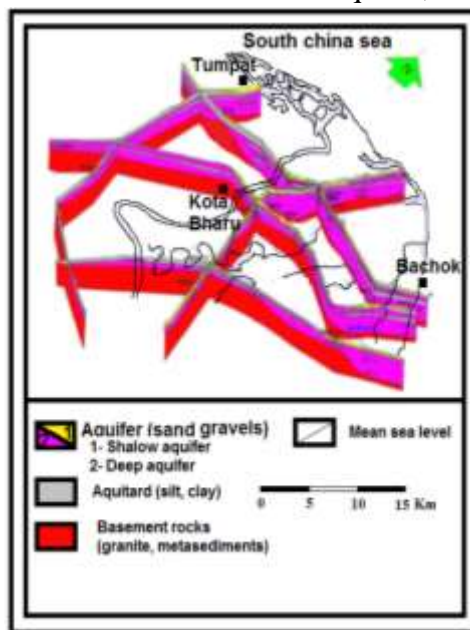 South china sea
Tumpat
Kota
Bharu
Bachok
Aquifer (sand gravels)
1- Shalow aquifer
2- Deep aquifer
Mean sea level
Aquitard (silt, clay)
0 5 10 15 Km
Basement rocks
(granite, metasediments)